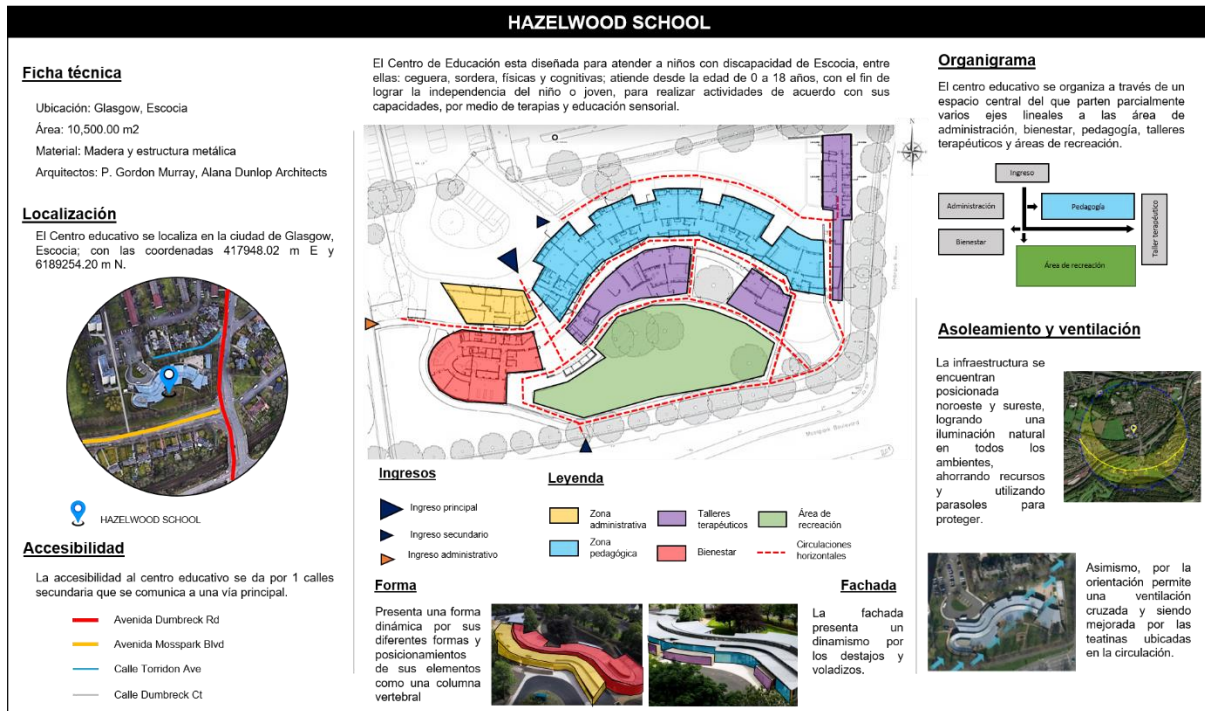 HAZELWOOD SCHOOL
Ficha técnica
Ubicación: Glasgow, Escocia
Área: 10,500.00 m2
Material: Madera y estructura metálica
Arquitectos: P. Gordon Murray, Alana Dunlop Architects
Localización
El Centro educativo se localiza en la ciudad de Glasgow,
Escocia; con las coordenadas 417948.02 m E y
6189254.20 m N.
HAZELWOOD SCHOOL
Accesibilidad
La accesibilidad al centro educativo se da por 1 calles
secundaria que se comunica a una vía principal.
Avenida Dumbreck Rd
Avenida Mosspark Blvd
Calle Torridon Ave
Calle Dumbreck Ct
El Centro de Educación esta diseñada para atender a niños con discapacidad de Escocia, entre
ellas: ceguera, sordera, físicas y cognitivas; atiende desde la edad de 0 a 18 años, con el fin de
lograr la independencia del niño o joven, para realizar actividades de acuerdo con sus
capacidades, por medio de terapias y educación sensorial.
N
Ingresos
Ingreso principal
Ingreso secundario
Ingreso administrativo
Leyenda
Zona
administrativa
Talleres
terapéuticos
Área de
recreación
Zona
pedagógica
Bienestar
Circulaciones
horizontales
Forma
Presenta una forma
dinámica por sus
diferentes formas y
posicionamientos
de sus elementos
como una columna
vertebral
Fachada
La fachada
presenta un
dinamismo por
los destajos y
voladizos.
Organigrama
El centro educativo se organiza a través de un
espacio central del que parten parcialmente
varios ejes lineales a las área de
administración, bienestar, pedagogía, talleres
terapéuticos y áreas de recreación.
Ingreso
Administración
Pedagogía
Bienestar
Taller terapéutico
Área de recreación
Asoleamiento y ventilación
La infraestructura se
encuentran
posicionada
noroeste y sureste,
logrando una
iluminación natural
en todos los
ambientes,
ahorrando recursos
y utilizando
parasoles para
proteger.
Asimismo, por la
orientación permite
una ventilación
cruzada y siendo
mejorada por las
teatinas ubicadas
en la circulación.